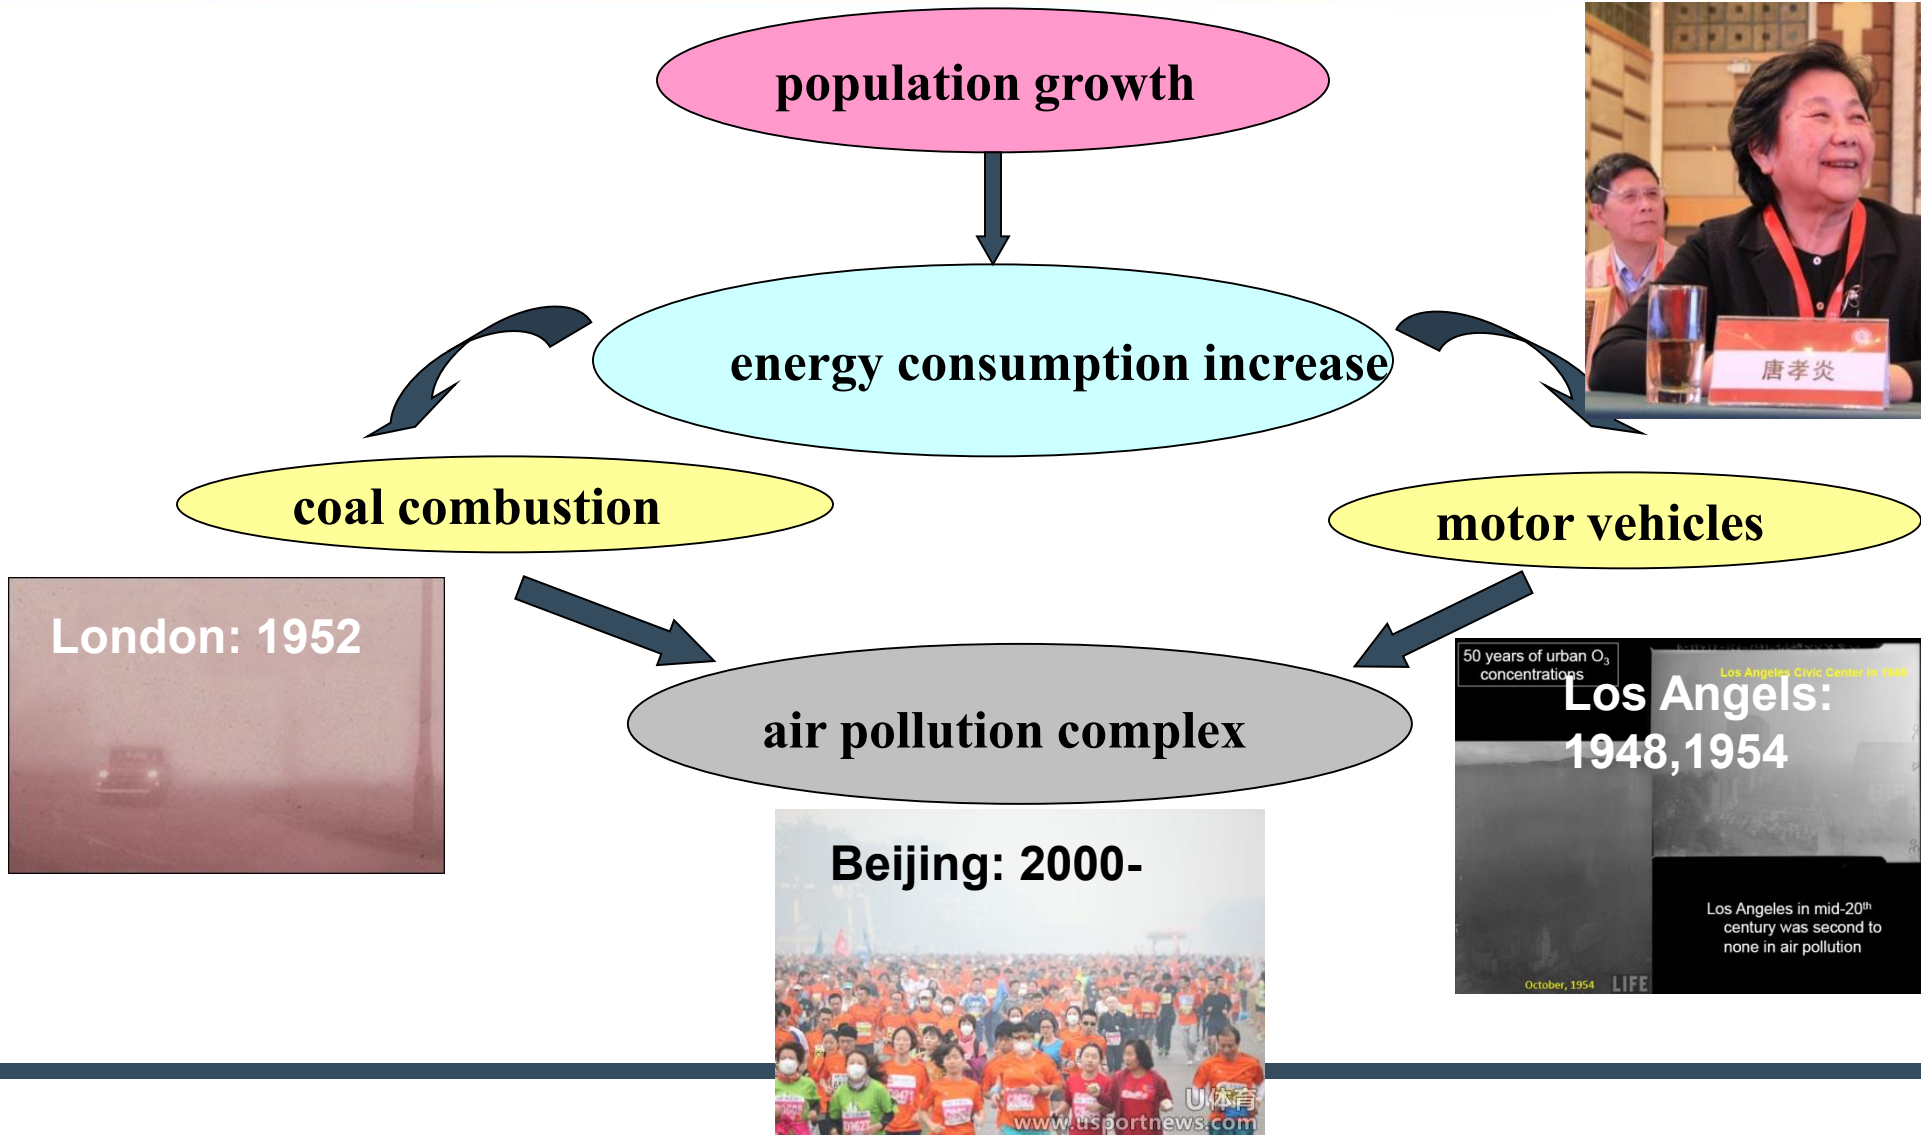 population growth
energy consumption increase
唐孝炎
coal combustion
motor vehicles
London: 1952
50 years of urban O₃
concentrations
Los Angeles Civic Center in 1948
Los Angels:
1948,1954
air pollution complex
Beijing: 2000-
Los Angeles in mid-20th
century was second to
none in air pollution
October, 1954
LIFE
U体育
www.usportnews.com